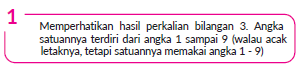 1
Memperhatikan hasil perkalian bilangan 3. Angka
satuannya terdiri dari angka 1 sampai 9 (walau acak
letaknya, tetapi satuannya memakai angka 1 - 9)